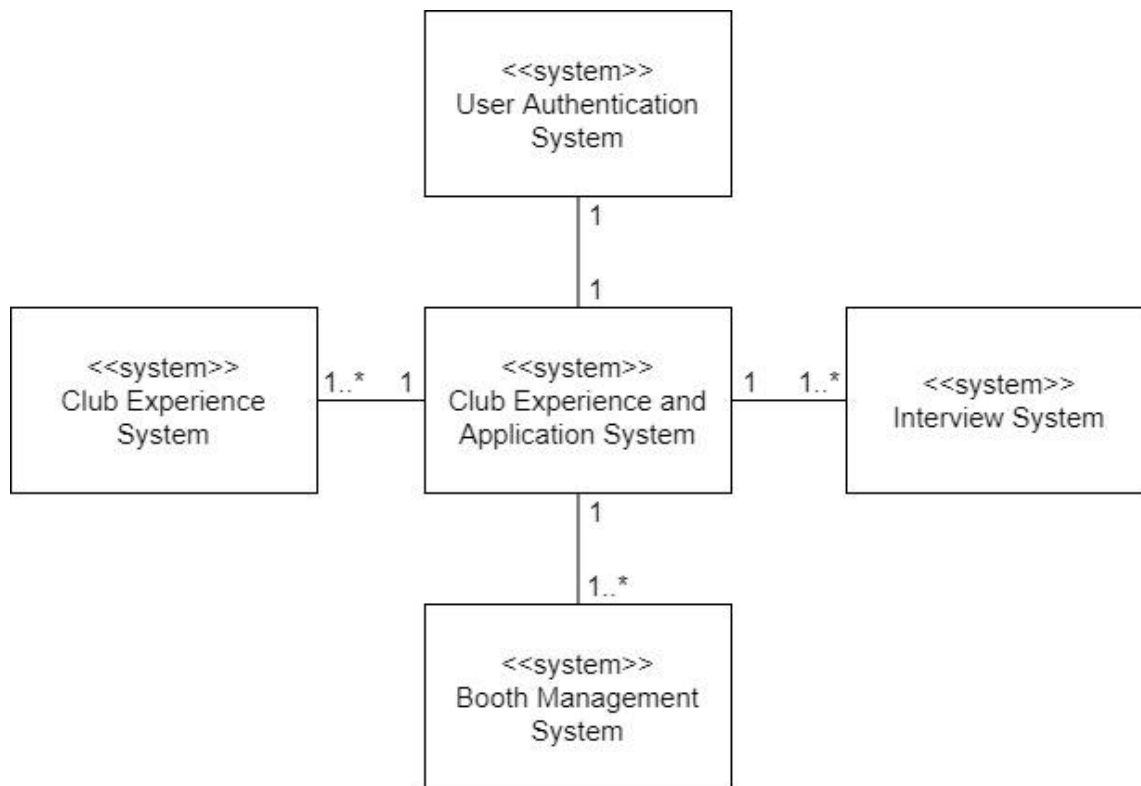 <<system>>
User Authentication
System
1
1
<<system>>
Club Experience
System
1..*
1
<<system>>
Club Experience and
Application System
1
1..*
<<system>>
Interview System
1
1..*
<<system>>
Booth Management
System